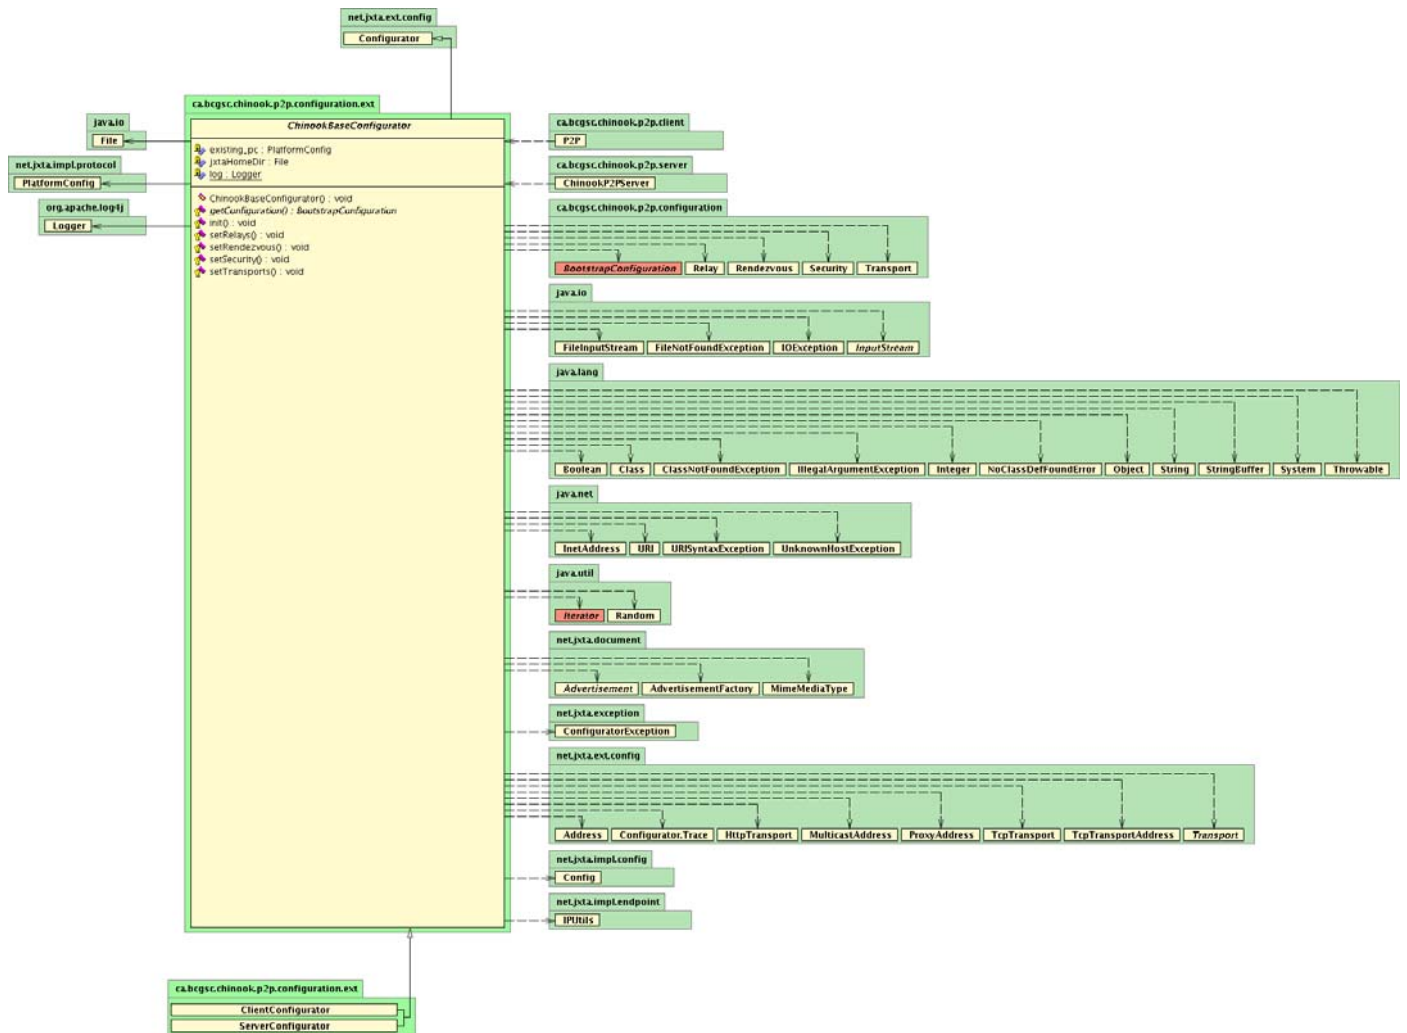 net.jxta.ext.config
Configurator
ca.bcgsc.chinook.p2p.configuration.ext
ChinookBaseConfigurator
existing_pc : PlatformConfig
jxtaHomeDir : File
log : Logger
ChinookBaseConfigurator() : void
getConfiguration() : BootstrapConfiguration
init() : void
setRelays() : void
setRendezvous() : void
setSecurity() : void
setTransports() : void
java.io
File
net.jxta.impl.protocol
PlatformConfig
org.apache.log4j
Logger
ca.bcgsc.chinook.p2p.client
P2P
ca.bcgsc.chinook.p2p.server
ChinookP2PServer
ca.bcgsc.chinook.p2p.configuration
BootstrapConfiguration Relay Rendezvous Security Transport
java.io
FileInputStream FileNotFoundException IOException InputStream
java.lang
Boolean Class ClassNotFoundException IllegalArgumentException Integer NoClassDefFoundError Object String StringBuffer System Throwable
java.net
InetAddress URI URISyntaxException UnknownHostException
java.util
Iterator Random
net.jxta.document
Advertisement AdvertisementFactory MimeMediaType
net.jxta.exception
ConfiguratorException
net.jxta.ext.config
Address Configurator.Trace HttpTransport MulticastAddress ProxyAddress TcpTransport TcpTransportAddress Transport
net.jxta.impl.config
Config
net.jxta.impl.endpoint
IPUtils
ca.bcgsc.chinook.p2p.configuration.ext
ClientConfigurator
ServerConfigurator